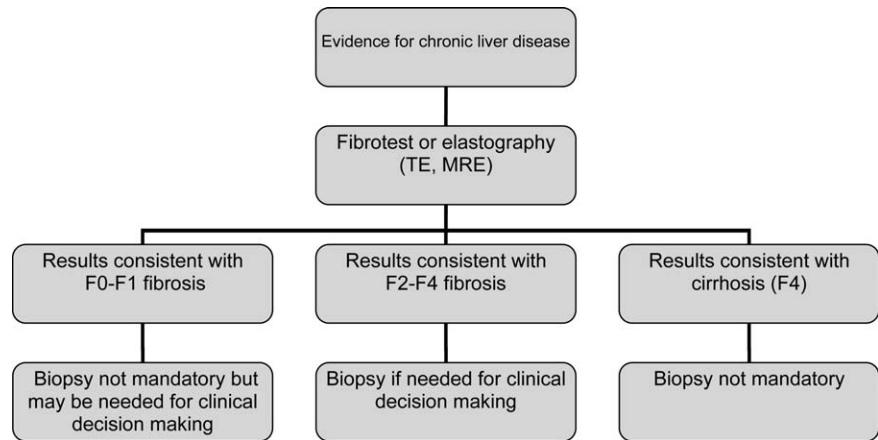 Evidence for chronic liver disease
Fibrotest or elastography
(TE, MRE)
Results consistent with
F0-F1 fibrosis
Results consistent with
F2-F4 fibrosis
Results consistent with
cirrhosis (F4)
Biopsy not mandatory but
may be needed for clinical
decision making
Biopsy if needed for clinical
decision making
Biopsy not mandatory